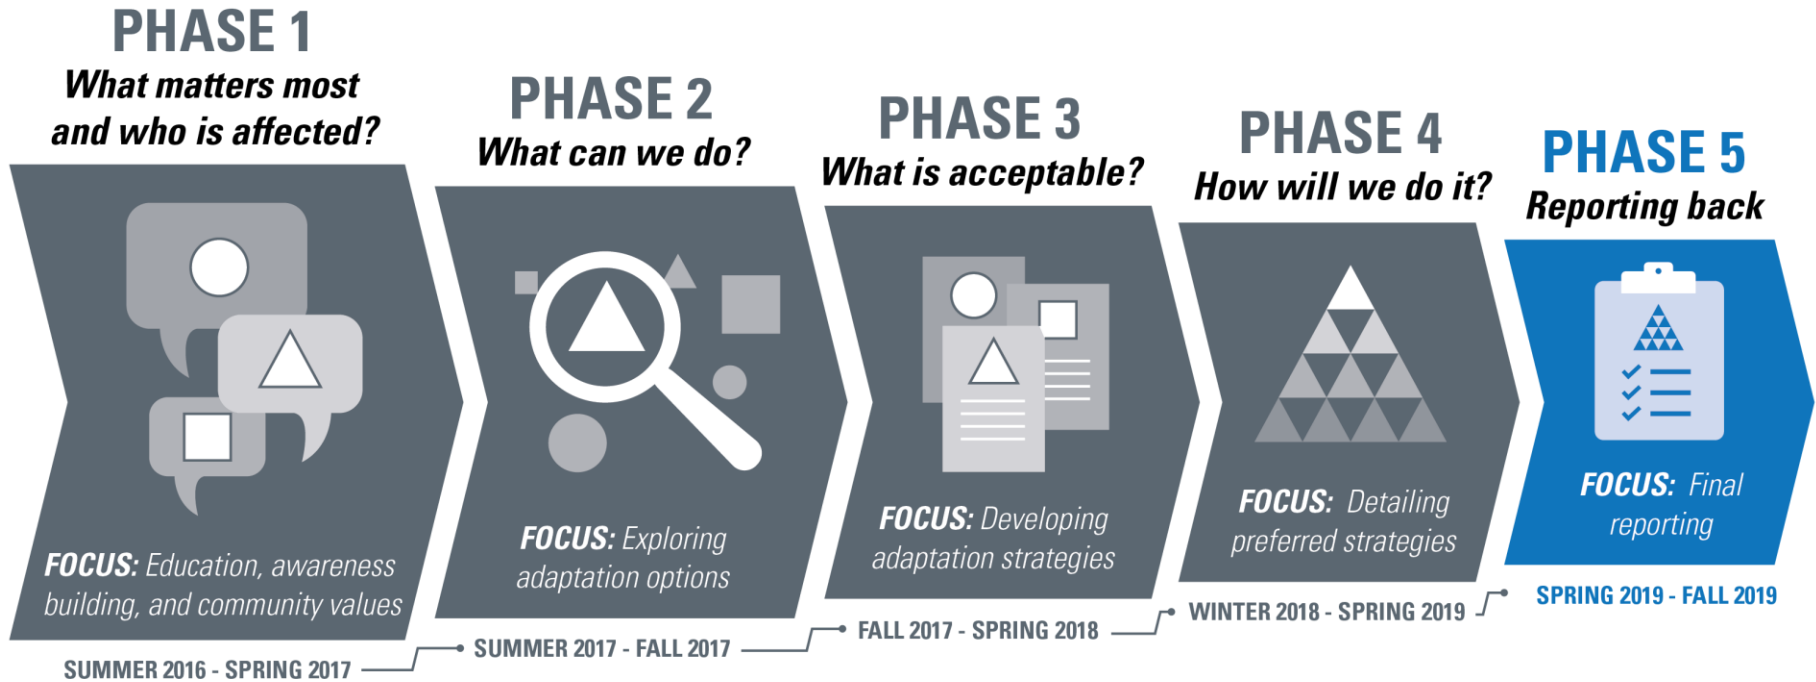 PHASE 1
What matters most
and who is affected?
FOCUS: Education, awareness
building, and community values
SUMMER 2016 - SPRING 2017
PHASE 2
What can we do?
FOCUS: Exploring
adaptation options
SUMMER 2017 - FALL 2017
PHASE 3
What is acceptable?
FOCUS: Developing
adaptation strategies
FALL 2017 - SPRING 2018
PHASE 4
How will we do it?
FOCUS: Detailing
preferred strategies
WINTER 2018 - SPRING 2019
PHASE 5
Reporting back
FOCUS: Final
reporting
SPRING 2019 - FALL 2019